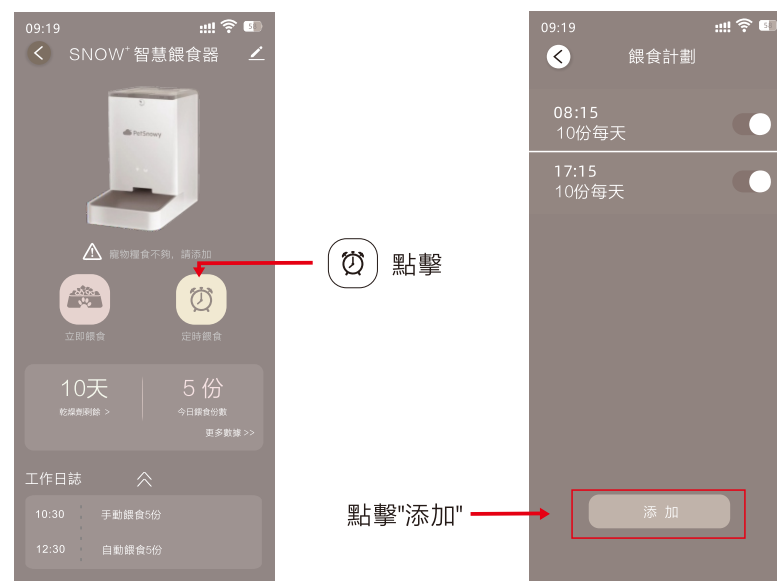 09:19
SNOW⁺智慧餵食器
PetSnowy
寵物糧食不夠，請添加
立即餵食
定時餵食
10天
5 份
乾燥劑剩餘 >
今日餵食份數
更多數據 >>
工作日誌
10:30 手動餵食5份
12:30 自動餵食5份
點擊
點擊"添加"
09:19
餵食計劃
08:15
10份每天
17:15
10份每天
添 加